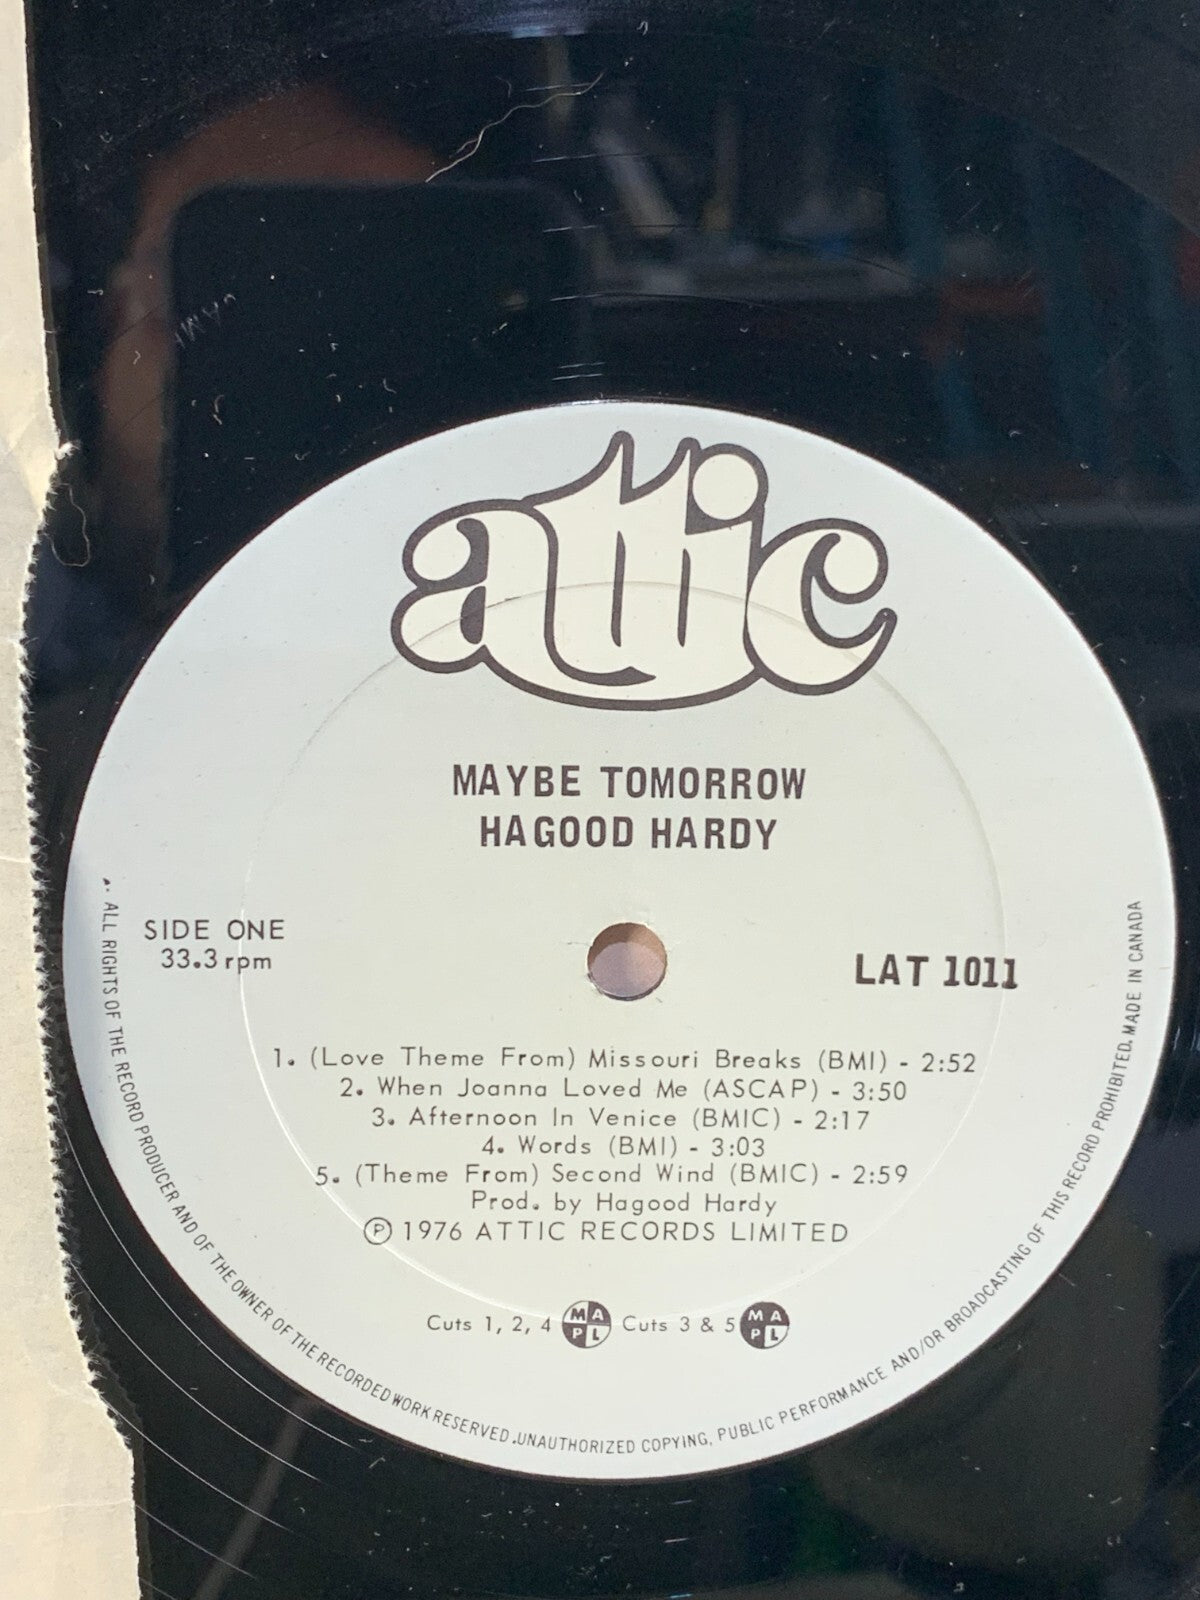 attic
MAYBE TOMORROW
HAGOOD HARDY
SIDE ONE
33.3 rpm
LAT 1011
1. (Love Theme From) Missouri Breaks (BMI) - 2:52
2. When Joanna Loved Me (ASCAP) - 3:50
3. Afternoon In Venice (BMIC) - 2:17
4. Words (BMI) - 3:03
5. (Theme From) Second Wind (BMIC) - 2:59
Prod. by Hagood Hardy
Ⓟ 1976 ATTIC RECORDS LIMITED
Cuts 1, 2, 4 MAPL Cuts 3 & 5 MAPL
ALL RIGHTS OF THE RECORD PRODUCER AND OF THE OWNER OF THE RECORDED WORK RESERVED. UNAUTHORIZED COPYING, PUBLIC PERFORMANCE AND/OR BROADCASTING OF THIS RECORD PROHIBITED. MADE IN CANADA